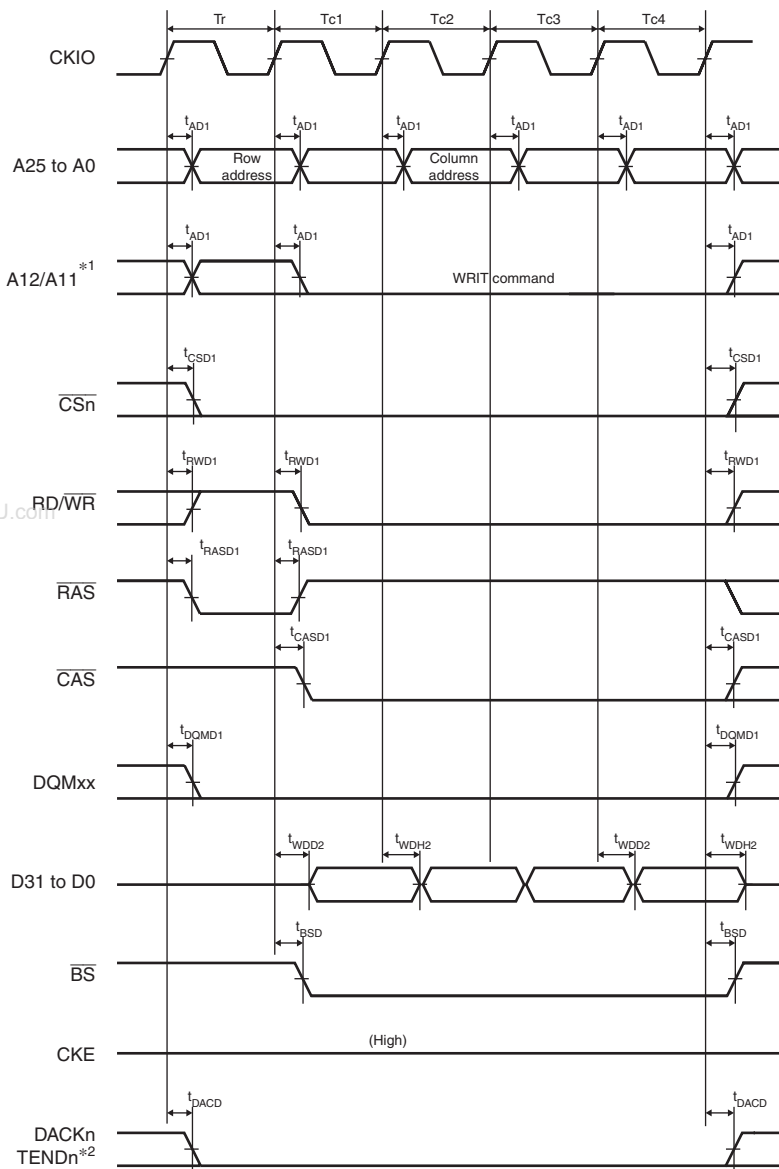 Tr Tc1 Tc2 Tc3 Tc4
CKIO
tAD1 tAD1 tAD1 tAD1 tAD1 tAD1
A25 to A0 Row address Column address
tAD1 tAD1 tAD1
A12/A11*1 WRIT command
tCSD1 tCSD1
CSn
tRWD1 tRWD1 tRWD1
RD/WR
J.com
tRASD1 tRASD1
RAS
tCASD1 tCASD1
CAS
tDQMD1 tDQMD1
DQMxx
tWDD2 tWDH2 tWDD2 tWDH2
D31 to D0
tBSD tBSD
BS
(High)
CKE
tDACD tDACD
DACKn
TENDn*2